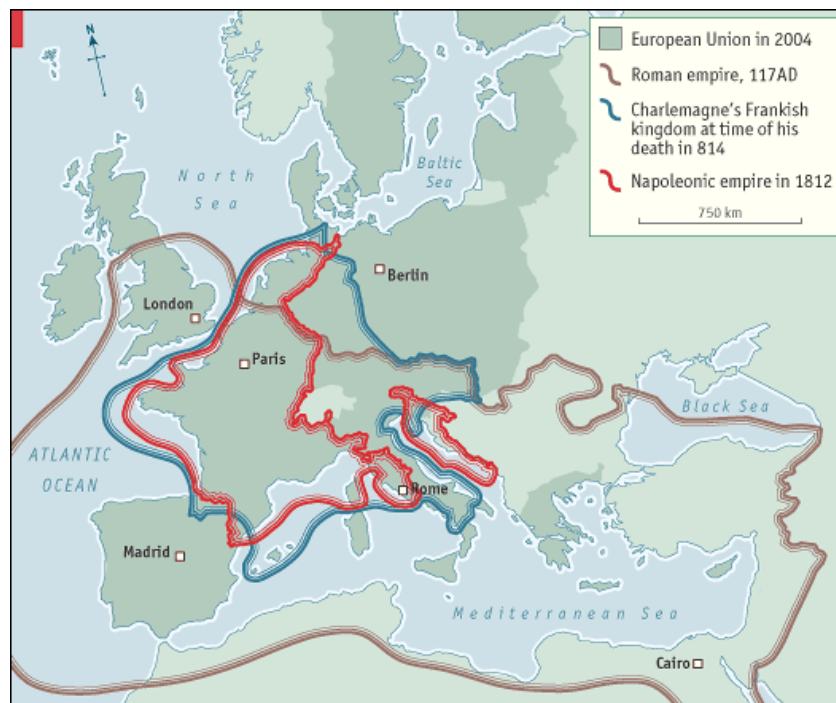 European Union in 2004
Roman empire, 117AD
Charlemagne's Frankish
kingdom at time of his
death in 814
Napoleonic empire in 1812
750 km
N
North
Sea
Baltic
Sea
Berlin
London
Paris
Black Sea
ATLANTIC
OCEAN
Rome
Madrid
Mediterranean Sea
Cairo